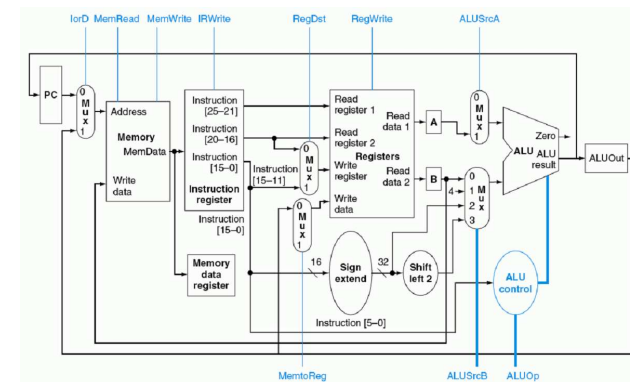 IorD MemRead MemWrite IRWrite RegDst RegWrite ALUSrcA
PC
0
M
u
x
1
Address
Memory
MemData
Write
data
Instruction
[25–21]
Instruction
[20–16]
Instruction
[15–0]
Instruction
register
Instruction
[15–0]
Memory
data
register
Instruction
[15–11]
0
M
u
x
1
0
M
u
x
1
Read
register 1
Read
register 2
Registers
Write
register
Write
data
Read
data 1
Read
data 2
A
B
4
0
M
u
x
1
0
1
M
u
x
2
3
Zero
ALU
ALU
result
ALUOut
16
Sign
extend
32
Shift
left 2
ALU
control
Instruction [5–0]
MemtoReg ALUSrcB ALUOp